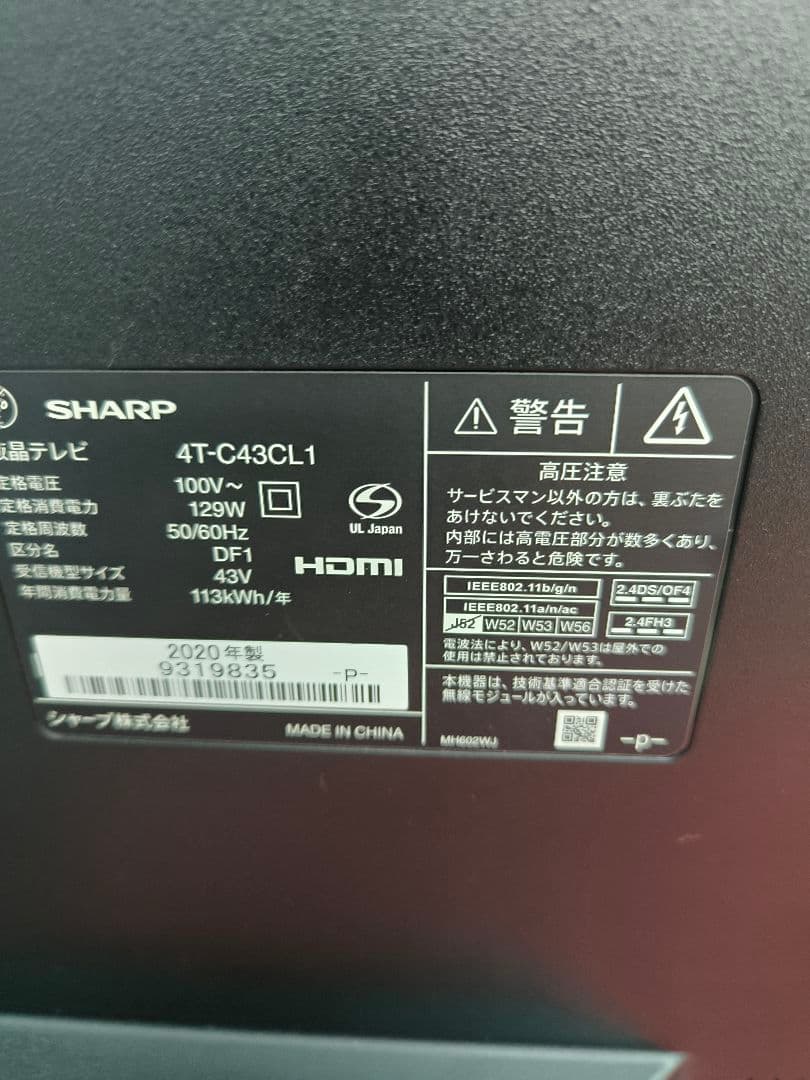 SHARP
液晶テレビ 4T-C43CL1
定格電圧 100V～
定格消費電力 129W
定格周波数 50/60Hz
区分名 DF1
受信機型サイズ 43V
年間消費電力量 113kWh/年
UL Japan
HDMI
2020年製
9319835 -P-
シャープ株式会社 MADE IN CHINA
警告
高圧注意
サービスマン以外の方は、裏ぶたを
あけないでください。
内部には高電圧部分が数多くあり、
万一さわると危険です。
IEEE802.11b/g/n
IEEE802.11a/n/ac
J52 W52 W53 W56
2.4DS/OF4
2.4FH3
電波法により、W52/W53は屋外での
使用は禁止されております。
本機器は、技術基準適合認証を受けた
無線モジュールが入っています。
MH602WJ -P-